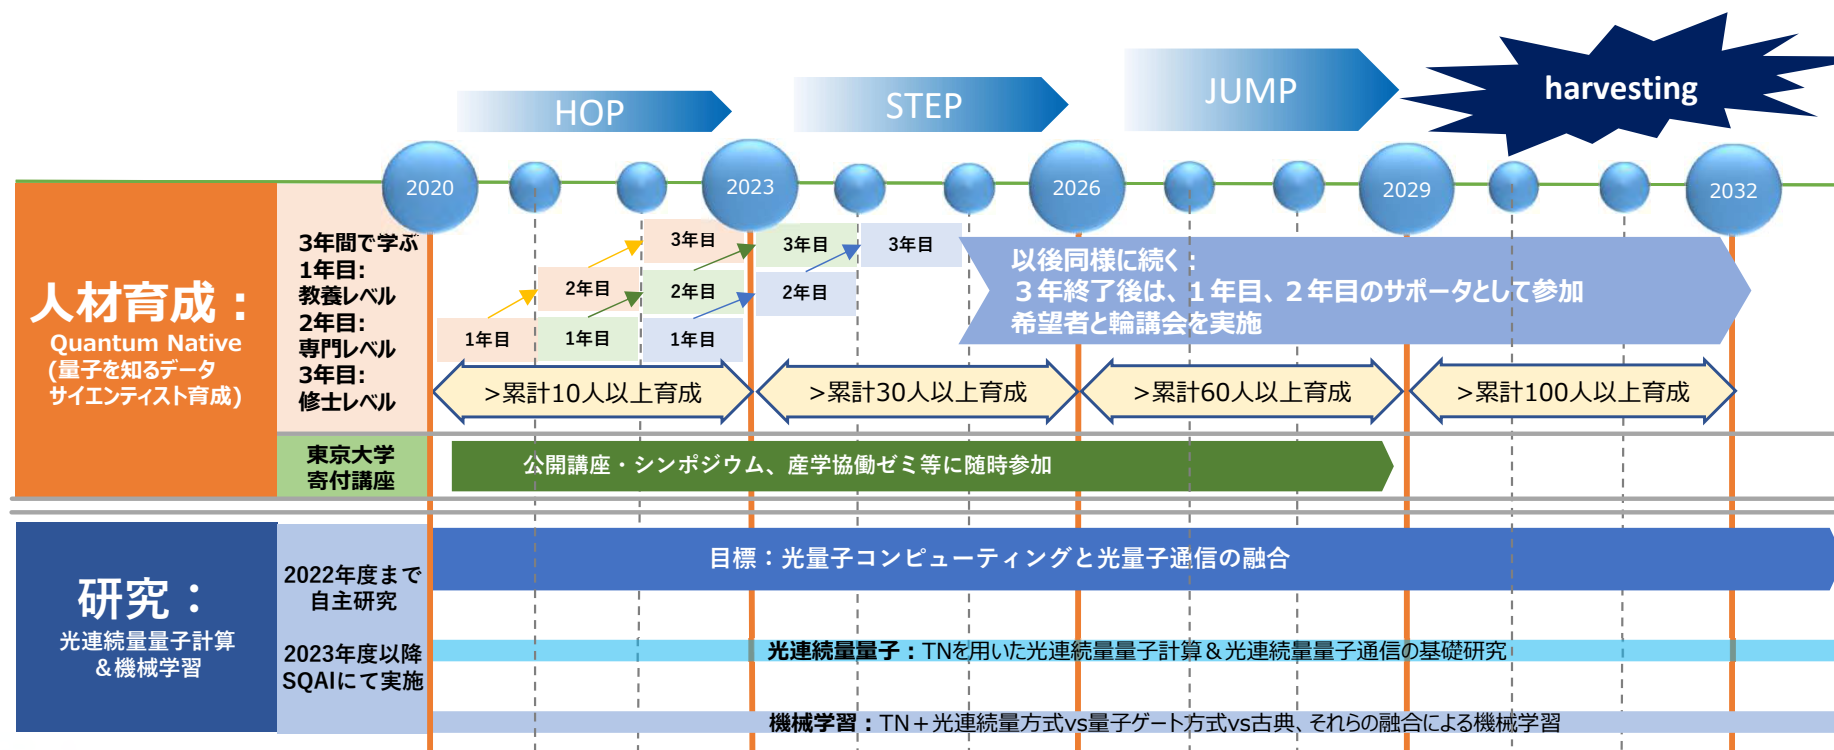 HOP
STEP
JUMP
harvesting
2020
2023
2026
2029
2032
人材育成：
Quantum Native
(量子を知るデータ
サイエンティスト育成)
3年間で学ぶ
1年目:
教養レベル
2年目:
専門レベル
3年目:
修士レベル
3年目
3年目
3年目
2年目
2年目
2年目
1年目
1年目
1年目
以後同様に続く：
３年終了後は、１年目、２年目のサポータとして参加
希望者と輪講会を実施
>累計10人以上育成
>累計30人以上育成
>累計60人以上育成
>累計100人以上育成
東京大学
寄付講座
公開講座・シンポジウム、産学協働ゼミ等に随時参加
研究：
光連続量量子計算
＆機械学習
2022年度まで
自主研究
2023年度以降
SQAIにて実施
目標：光量子コンピューティングと光量子通信の融合
光連続量量子：TNを用いた光連続量量子計算＆光連続量量子通信の基礎研究
機械学習：TN＋光連続量方式vs量子ゲート方式vs古典、それらの融合による機械学習